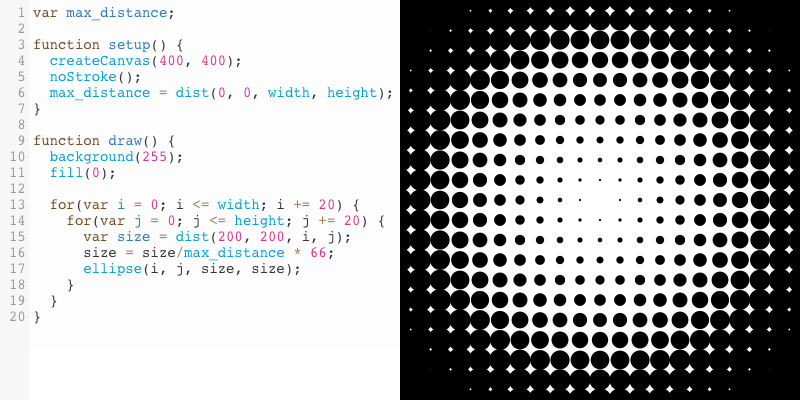 1 var max_distance;
2
3 function setup() {
4   createCanvas(400, 400);
5   noStroke();
6   max_distance = dist(0, 0, width, height);
7 }
8
9 function draw() {
10   background(255);
11   fill(0);
12
13   for(var i = 0; i <= width; i += 20) {
14     for(var j = 0; j <= height; j += 20) {
15       var size = dist(200, 200, i, j);
16       size = size/max_distance * 66;
17       ellipse(i, j, size, size);
18     }
19   }
20 }